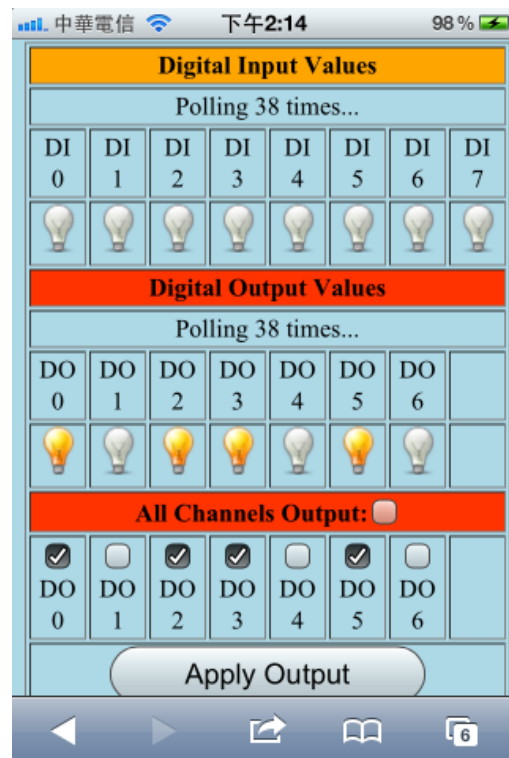 中華電信 下午2:14 98 %
Digital Input Values
Polling 38 times...
DI DI DI DI DI DI DI DI
0 1 2 3 4 5 6 7
Digital Output Values
Polling 38 times...
DO DO DO DO DO DO DO
0 1 2 3 4 5 6
All Channels Output:
DO DO DO DO DO DO DO
0 1 2 3 4 5 6
Apply Output
6